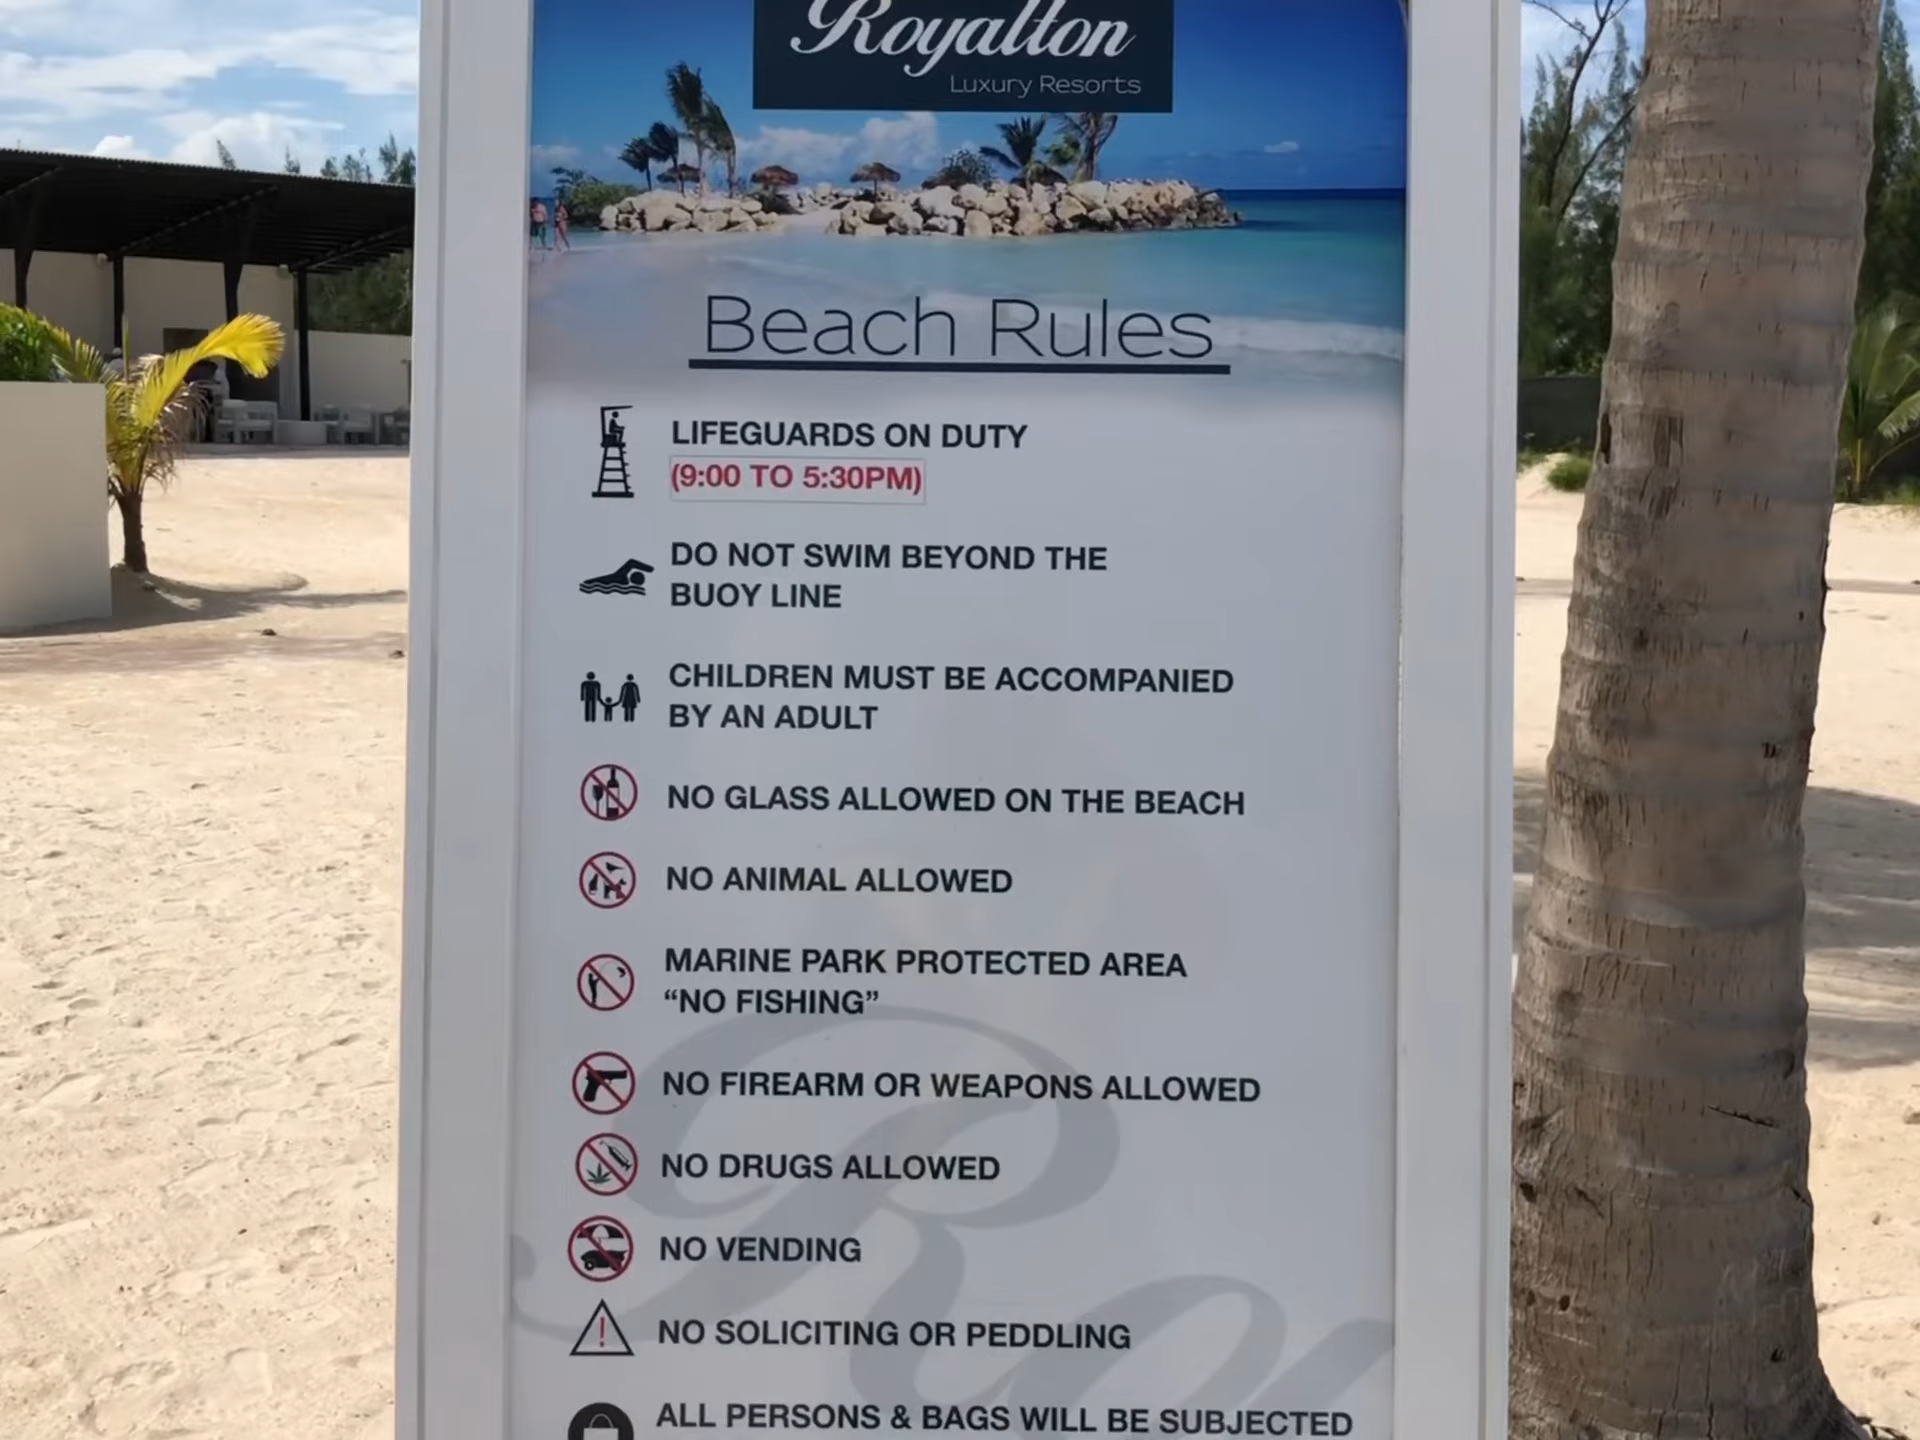 Royalton
Luxury Resorts
Beach Rules
LIFEGUARDS ON DUTY
(9:00 TO 5:30PM)
DO NOT SWIM BEYOND THE
BUOY LINE
CHILDREN MUST BE ACCOMPANIED
BY AN ADULT
NO GLASS ALLOWED ON THE BEACH
NO ANIMAL ALLOWED
MARINE PARK PROTECTED AREA
“NO FISHING”
NO FIREARM OR WEAPONS ALLOWED
NO DRUGS ALLOWED
NO VENDING
NO SOLICITING OR PEDDLING
ALL PERSONS & BAGS WILL BE SUBJECTED